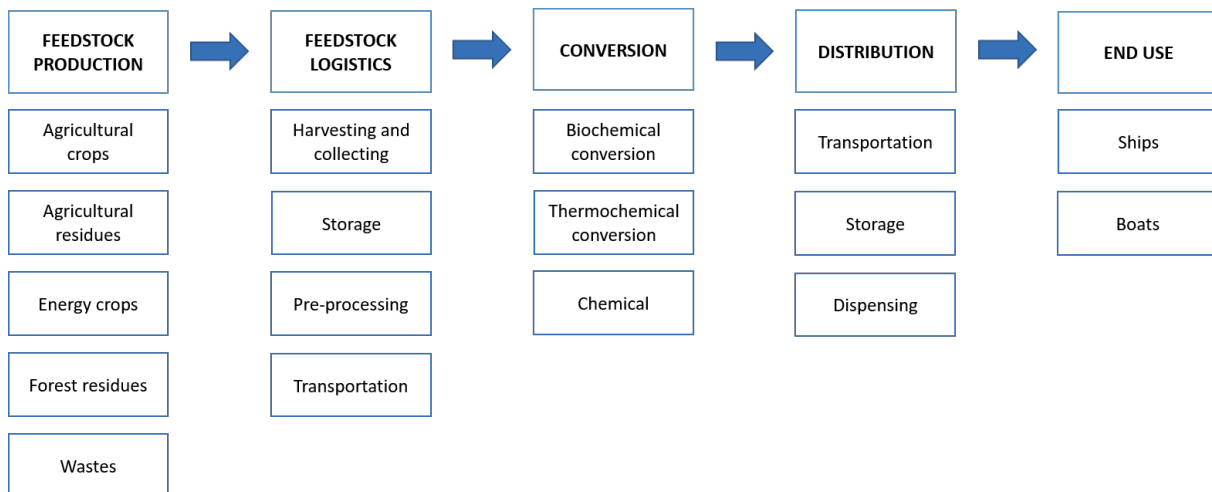 FEEDSTOCK
PRODUCTION
Agricultural
crops
Agricultural
residues
Energy crops
Forest residues
Wastes
FEEDSTOCK
LOGISTICS
Harvesting and
collecting
Storage
Pre-processing
Transportation
CONVERSION
Biochemical
conversion
Thermochemical
conversion
Chemical
DISTRIBUTION
Transportation
Storage
Dispensing
END USE
Ships
Boats